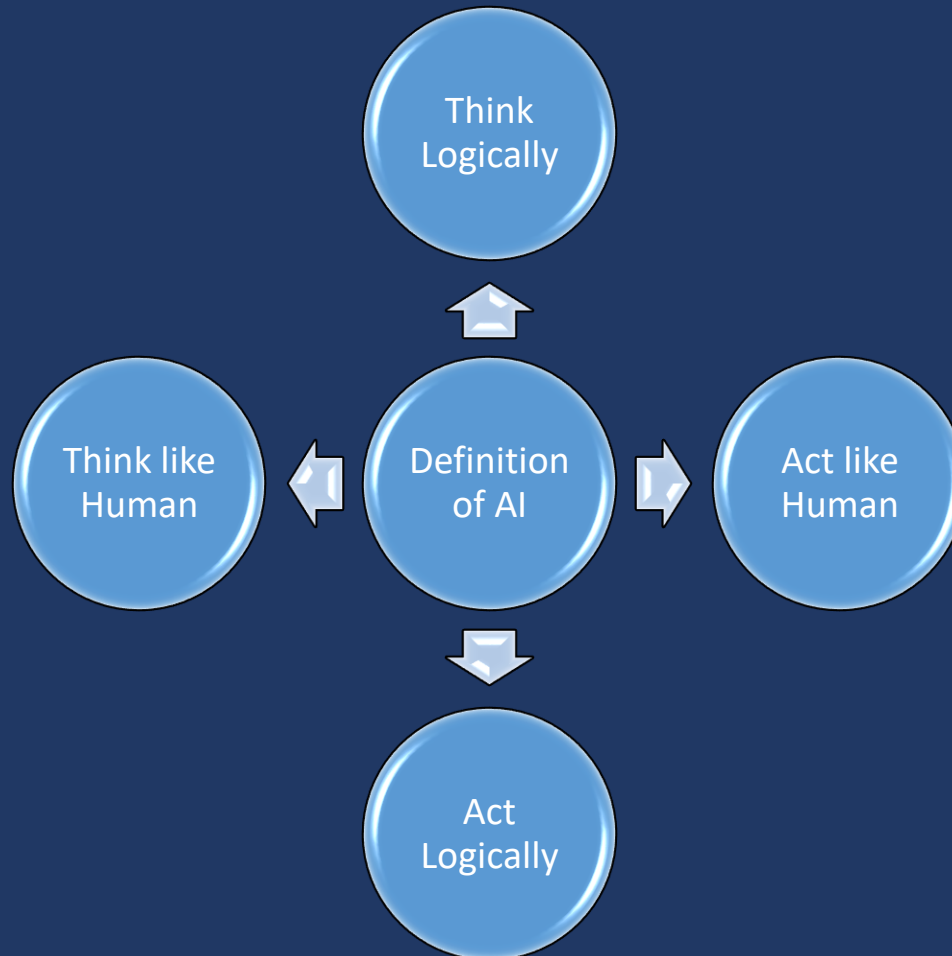 Think
Logically
Think like
Human
Definition
of AI
Act like
Human
Act
Logically